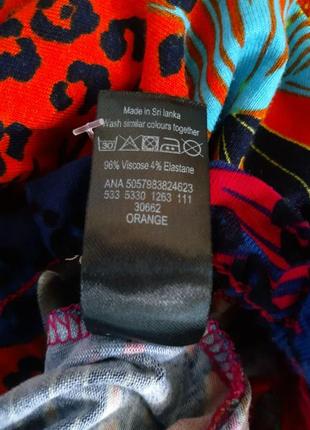 Made in Sri lanka
Wash similar colours together
30
96% Viscose 4% Elastane
ANA 5057983824623
533 5330 1263 111
30662
ORANGE